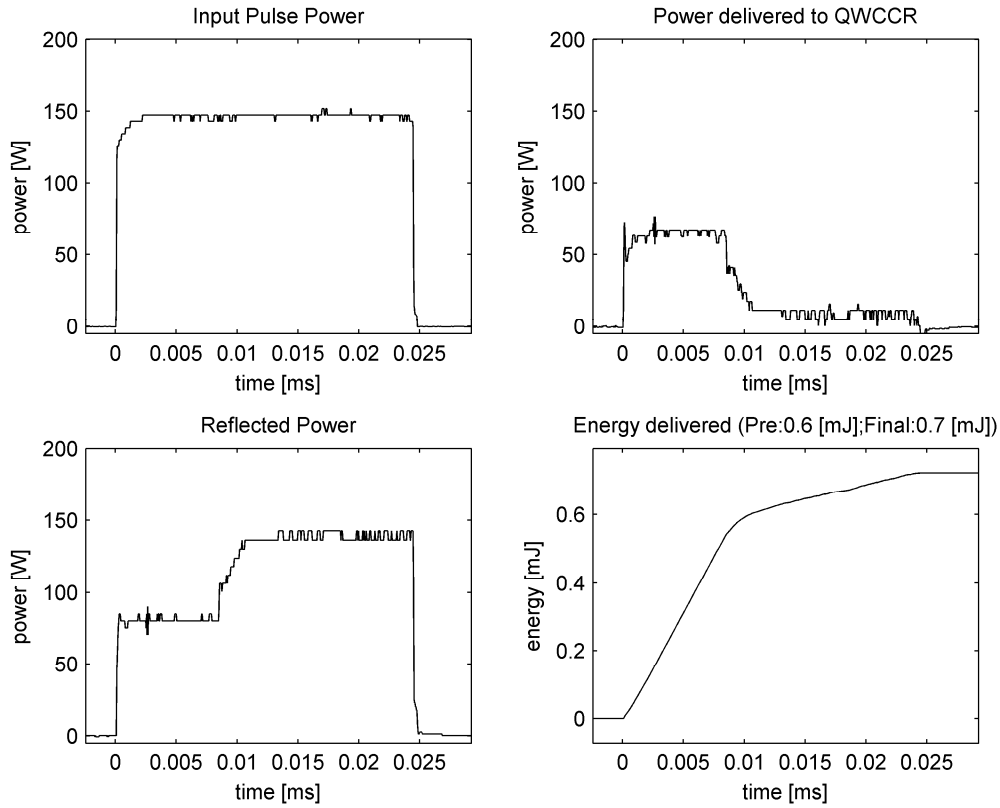 Input Pulse Power
200
150
100
50
0
power [W]
0 0.005 0.01 0.015 0.02 0.025
time [ms]
Power delivered to QWCCR
200
150
100
50
0
power [W]
0 0.005 0.01 0.015 0.02 0.025
time [ms]
Reflected Power
200
150
100
50
0
power [W]
0 0.005 0.01 0.015 0.02 0.025
time [ms]
Energy delivered (Pre:0.6 [mJ];Final:0.7 [mJ])
0.6
0.4
0.2
0
energy [mJ]
0 0.005 0.01 0.015 0.02 0.025
time [ms]